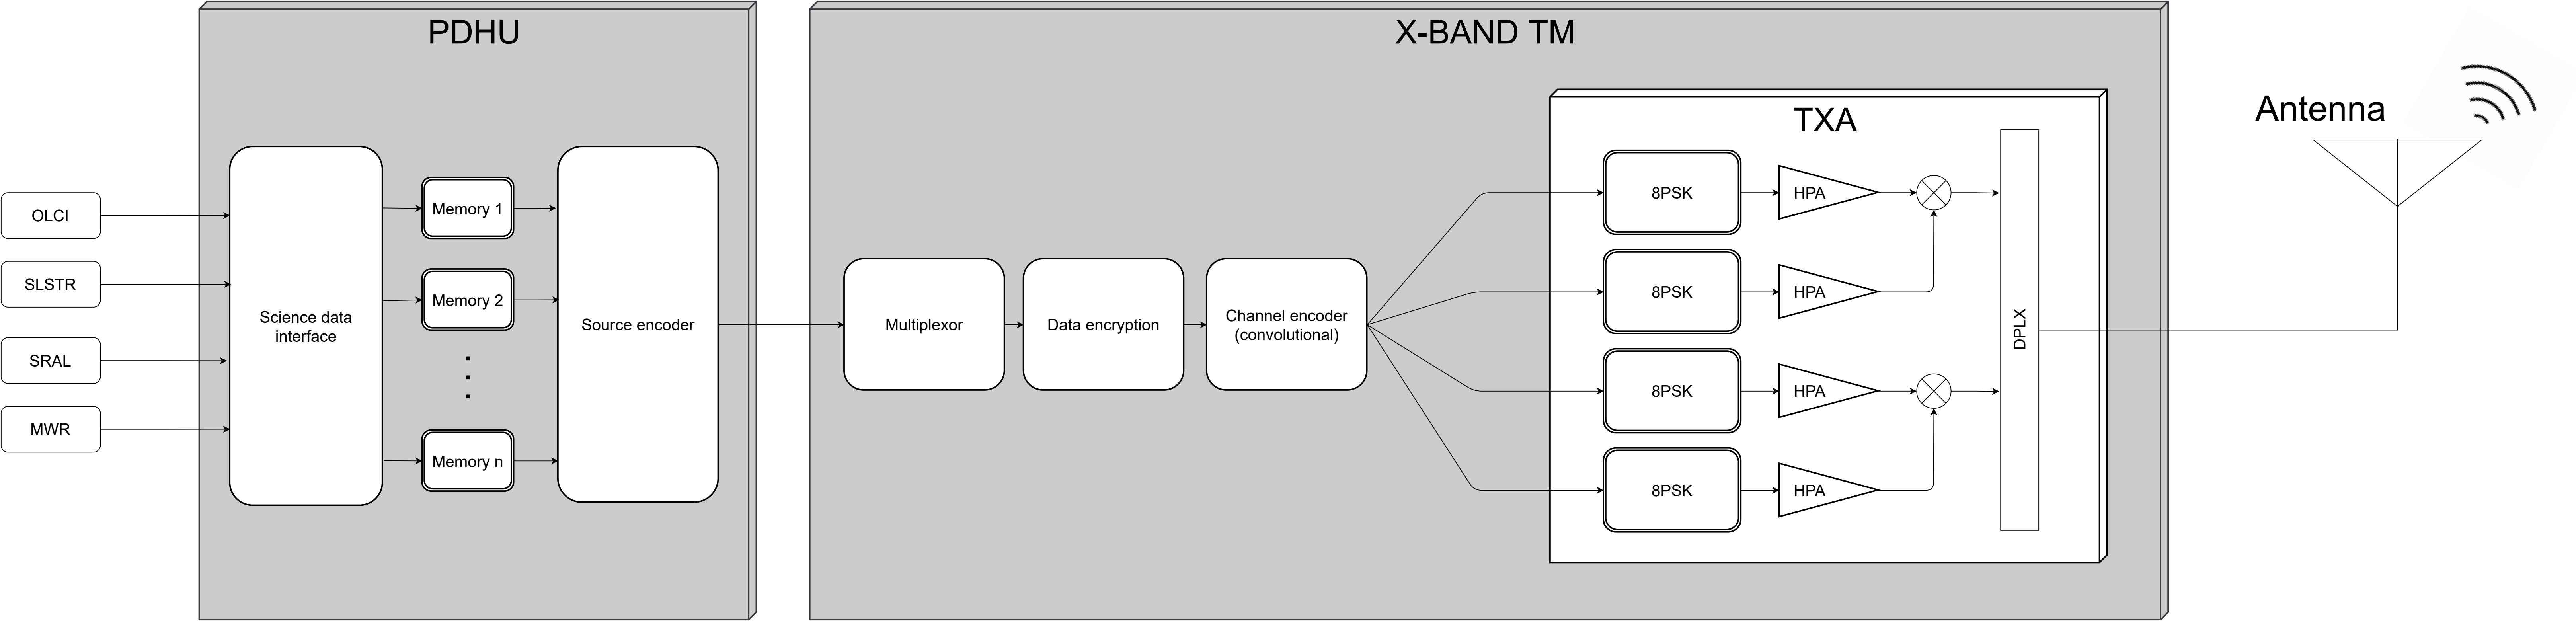 PDHU
X-BAND TM
Antenna
TXA
OLCI
SLSTR
SRAL
MWR
Science data
interface
Memory 1
Memory 2
Memory n
Source encoder
Multiplexor
Data encryption
Channel encoder
(convolutional)
8PSK
HPA
8PSK
HPA
8PSK
HPA
8PSK
HPA
DPLX